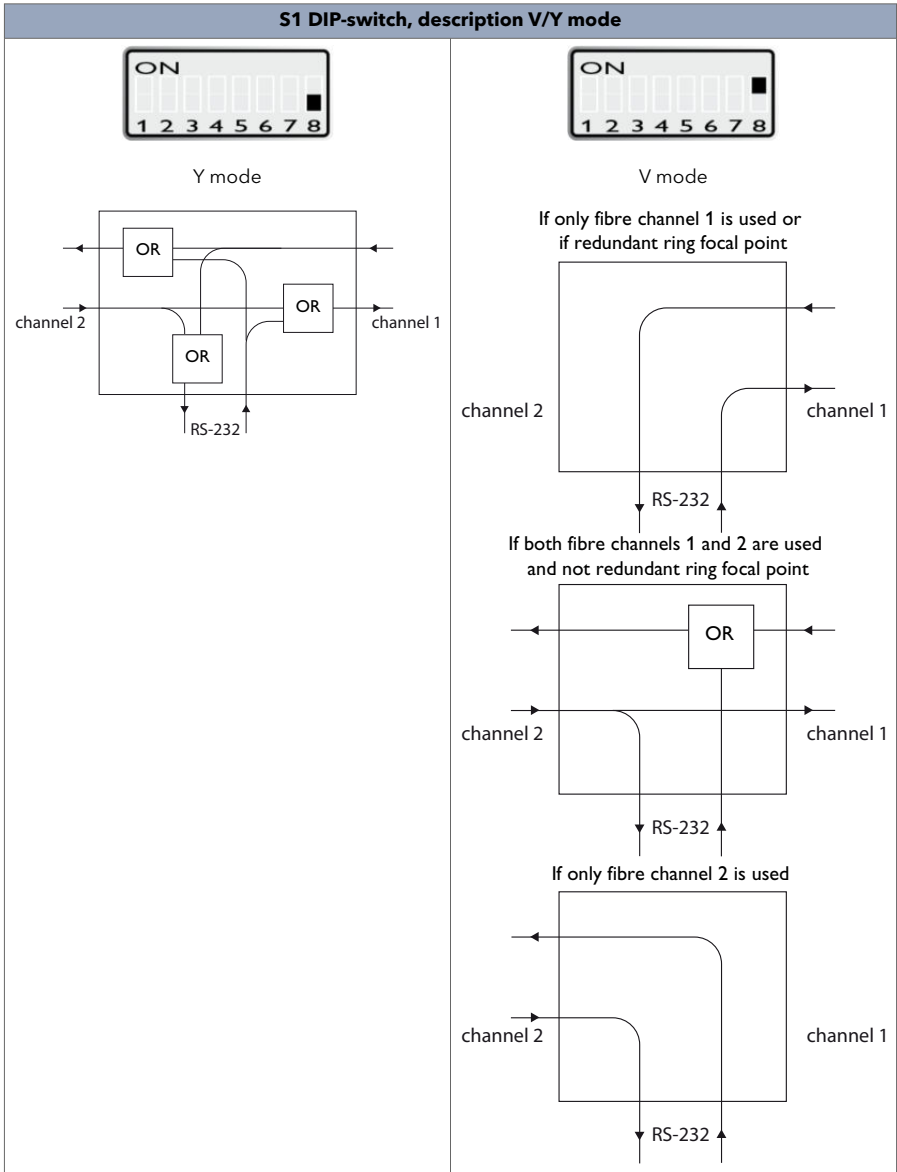 S1 DIP-switch, description V/Y mode
ON
1 2 3 4 5 6 7 8
Y mode
OR
OR
channel 2
channel 1
OR
RS-232
ON
1 2 3 4 5 6 7 8
V mode
If only fibre channel 1 is used or
if redundant ring focal point
channel 2
channel 1
RS-232
If both fibre channels 1 and 2 are used
and not redundant ring focal point
OR
channel 2
channel 1
RS-232
If only fibre channel 2 is used
channel 2
channel 1
RS-232